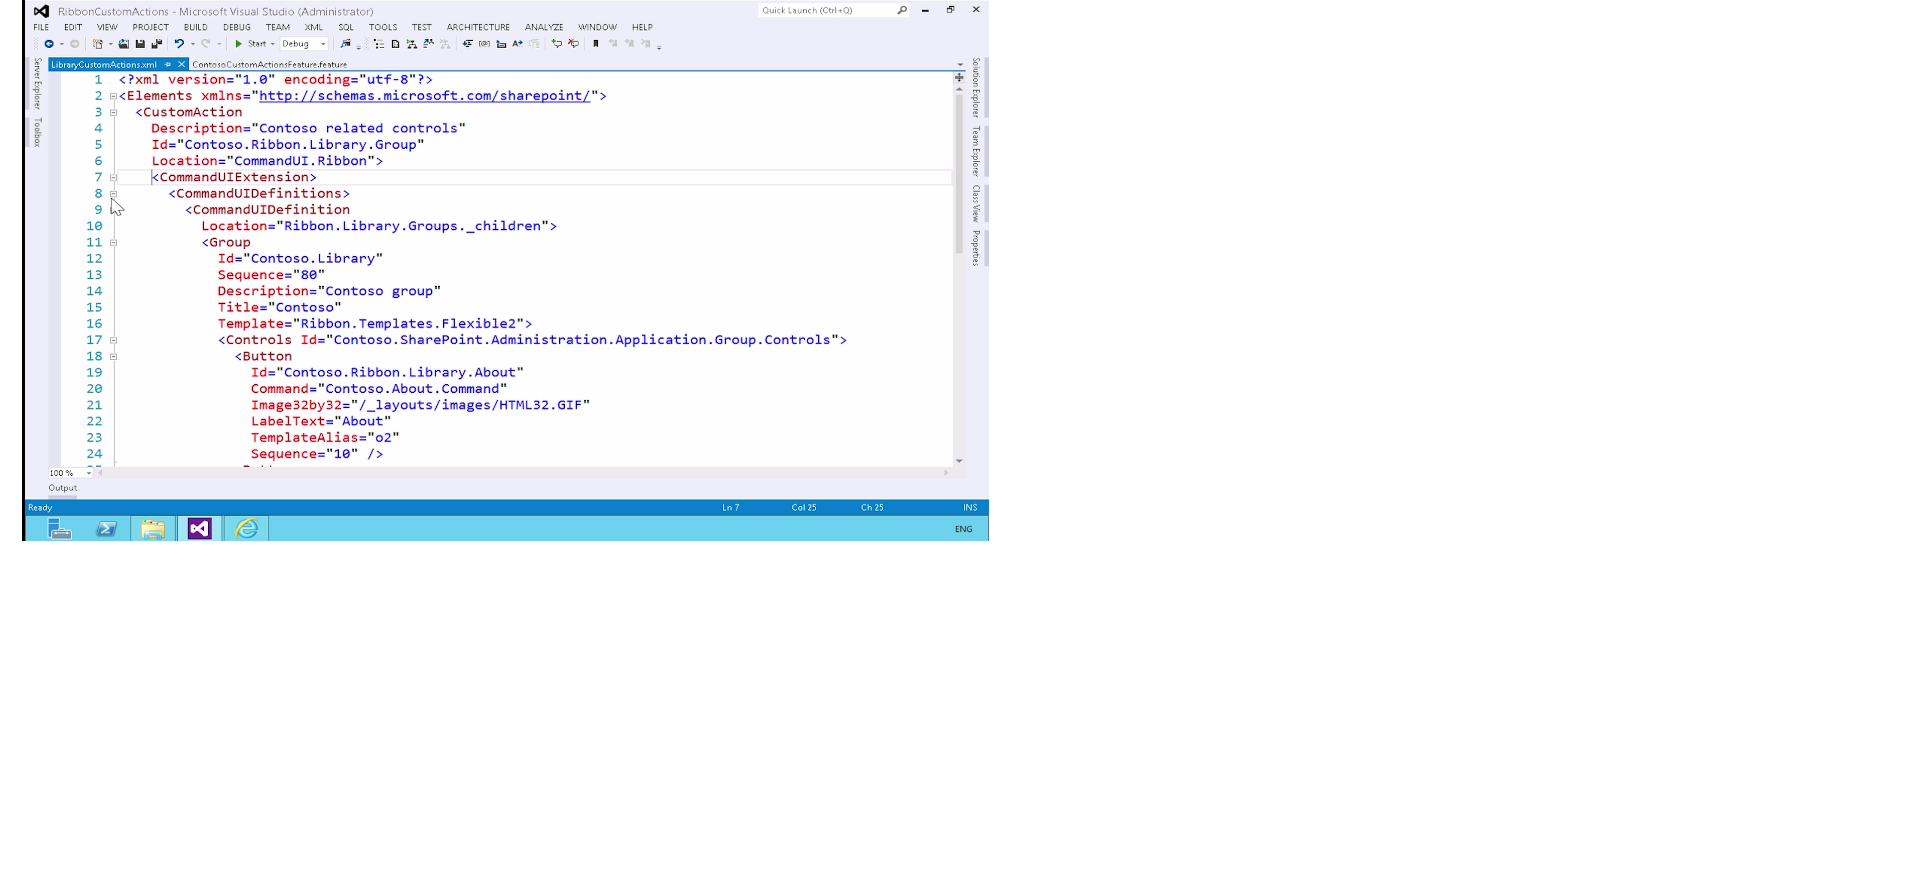 RibbonCustomActions - Microsoft Visual Studio (Administrator)
Quick Launch (Ctrl+Q)
FILE EDIT VIEW PROJECT BUILD DEBUG TEAM XML SQL TOOLS TEST ARCHITECTURE ANALYZE WINDOW HELP
Start Debug
LibraryCustomActions.xml ContosoCustomActionsFeature.feature
Server Explorer
Toolbox
Solution Explorer
Team Explorer
Class View
Properties
1 <?xml version="1.0" encoding="utf-8"?>
2 <Elements xmlns="http://schemas.microsoft.com/sharepoint/">
3 <CustomAction
4 Description="Contoso related controls"
5 Id="Contoso.Ribbon.Library.Group"
6 Location="CommandUI.Ribbon">
7 <CommandUIExtension>
8 <CommandUIDefinitions>
9 <CommandUIDefinition
10 Location="Ribbon.Library.Groups._children">
11 <Group
12 Id="Contoso.Library"
13 Sequence="80"
14 Description="Contoso group"
15 Title="Contoso"
16 Template="Ribbon.Templates.Flexible2">
17 <Controls Id="Contoso.SharePoint.Administration.Application.Group.Controls">
18 <Button
19 Id="Contoso.Ribbon.Library.About"
20 Command="Contoso.About.Command"
21 Image32by32="/_layouts/images/HTML32.GIF"
22 LabelText="About"
23 TemplateAlias="o2"
24 Sequence="10" />
100 %
Output
Ready Ln 7 Col 25 Ch 25 INS
ENG